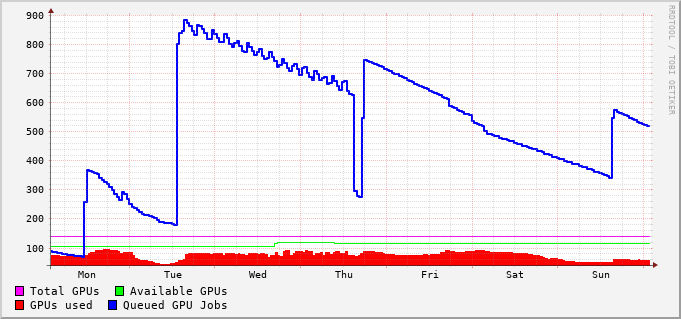 900
800
700
600
500
400
300
200
100
Mon Tue Wed Thu Fri Sat Sun
RRDTOOL / TOBI OETIKER
Total GPUs Available GPUs
GPUs used Queued GPU Jobs